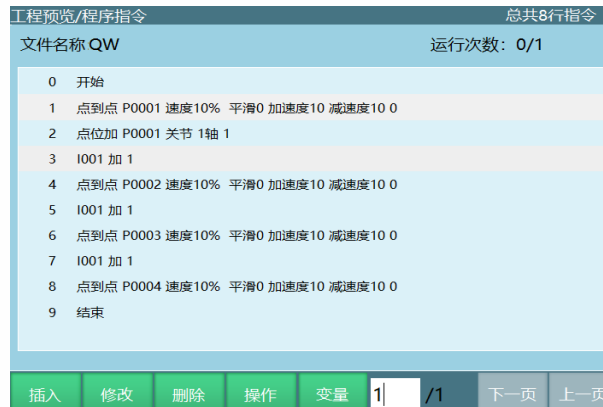 工程预览/程序指令 总共8行指令
文件名称 QW 运行次数：0/1
0 开始
1 点到点 P0001 速度10% 平滑0 加速度10 减速度10 0
2 点位加 P0001 关节 1轴 1
3 I001 加 1
4 点到点 P0002 速度10% 平滑0 加速度10 减速度10 0
5 I001 加 1
6 点到点 P0003 速度10% 平滑0 加速度10 减速度10 0
7 I001 加 1
8 点到点 P0004 速度10% 平滑0 加速度10 减速度10 0
9 结束
插入 修改 删除 操作 变量 1 /1 下一页 上一页